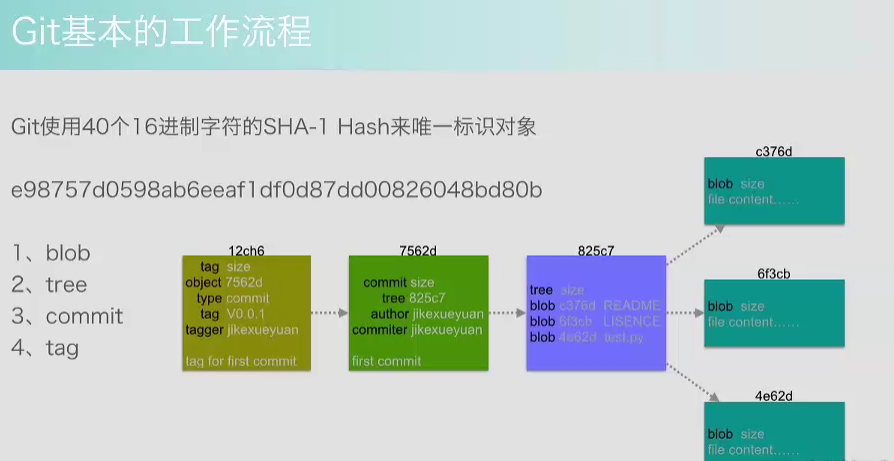 Git基本的工作流程
Git使用40个16进制字符的SHA-1 Hash来唯一标识对象
e98757d0598ab6eeaf1df0d87dd00826048bd80b
1、blob
2、tree
3、commit
4、tag
12ch6
tag size
object 7562d
type commit
tag V0.0.1
tagger jikexueyuan
tag for first commit
7562d
commit size
tree 825c7
author jikexueyuan
commiter jikexueyuan
first commit
825c7
tree size
blob c376d README
blob 6f3cb LISENCE
blob 4e62d test.py
c376d
blob size
file content……
6f3cb
blob size
file content……
4e62d
blob size
file content……